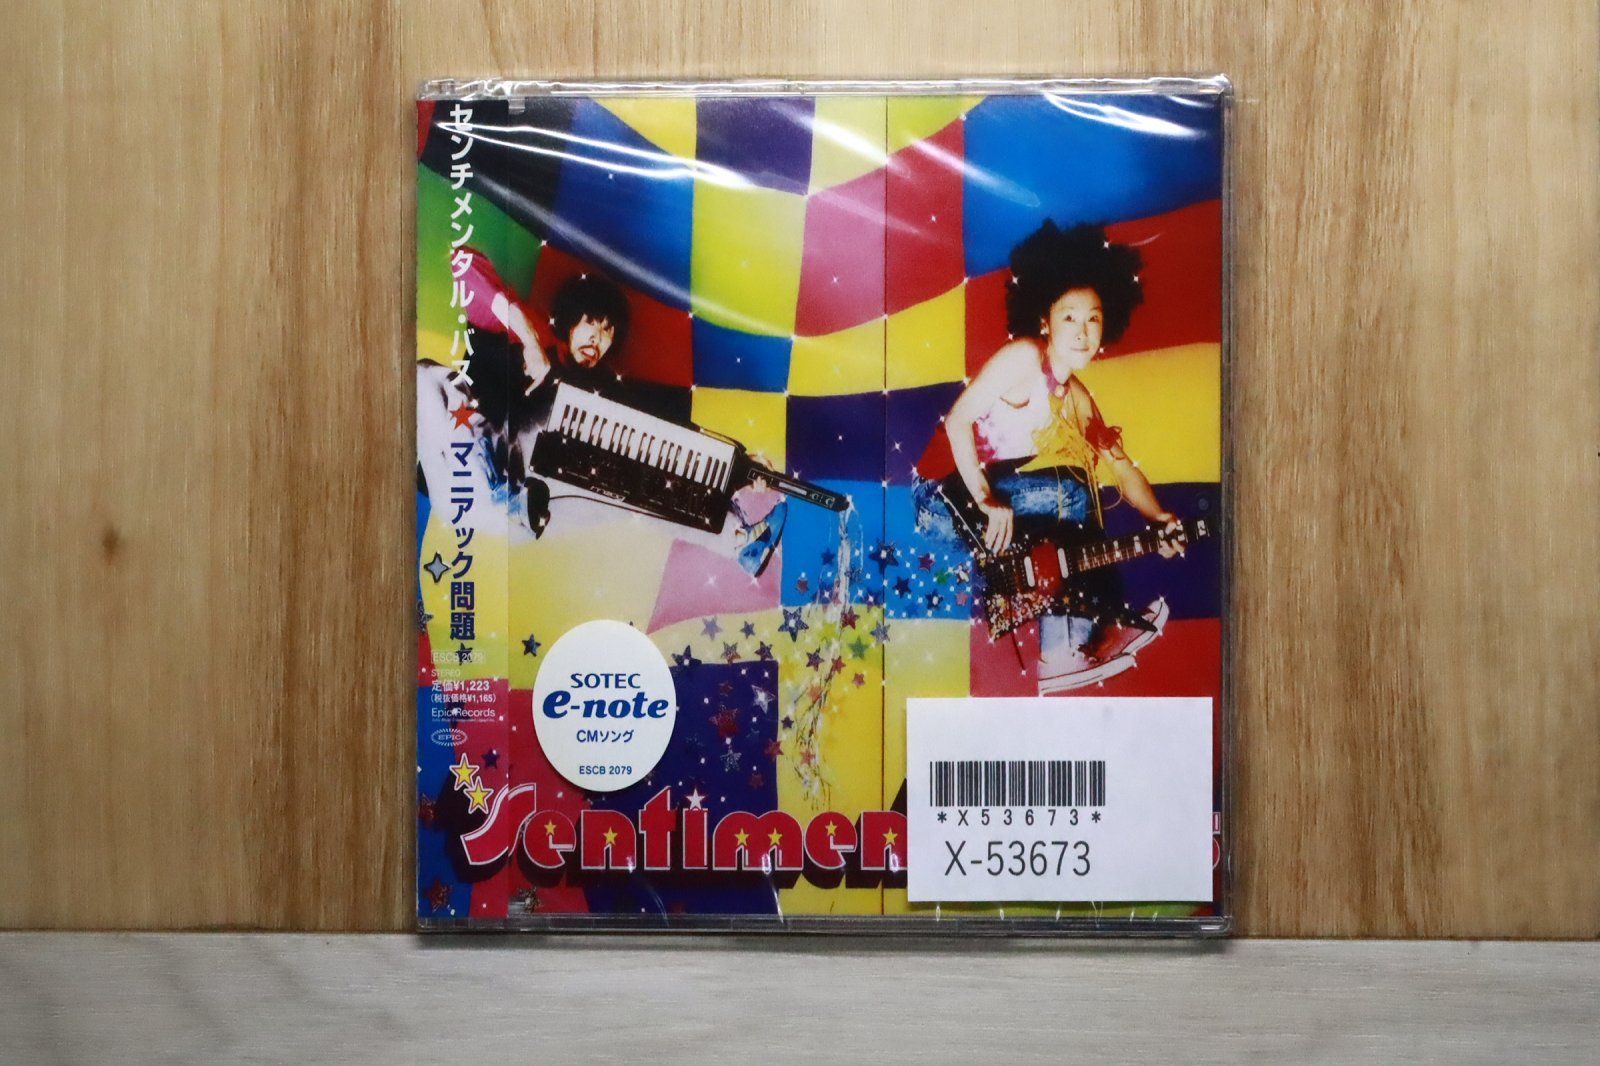 センチメンタル・バス★マニアック問題
ESCB 2079
STEREO
定価¥1,223
(税抜価格¥1,165)
Epic Records
EPIC
SOTEC
e-note
CMソング
ESCB 2079
moog
Sentimen
*X53673*
X-53673